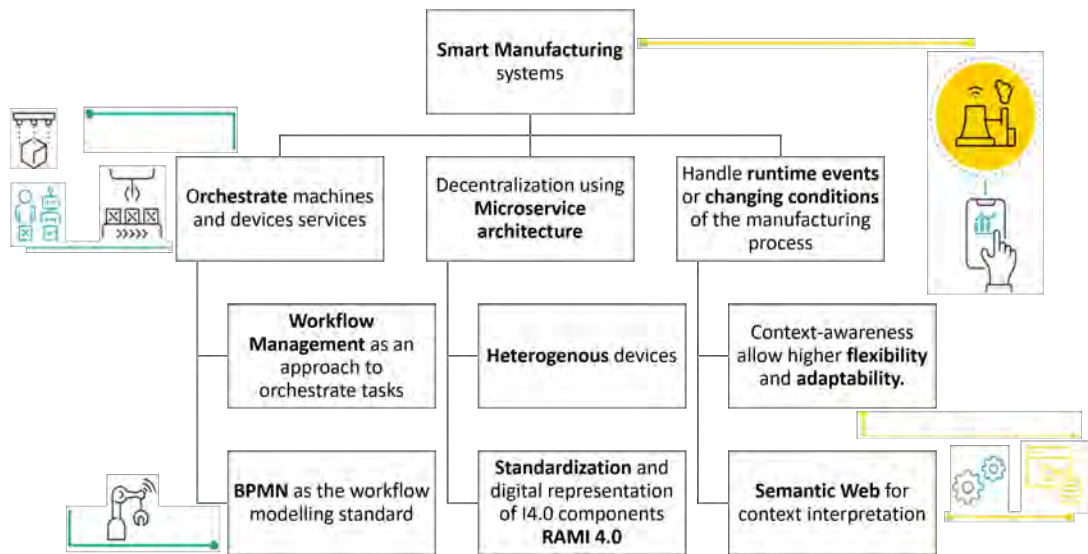 Smart Manufacturing
systems
Orchestrate machines
and devices services
Decentralization using
Microservice
architecture
Handle runtime events
or changing conditions
of the manufacturing
process
Workflow
Management as an
approach to
orchestrate tasks
Heterogenous devices
Context-awareness
allow higher flexibility
and adaptability.
BPMN as the workflow
modelling standard
Standardization and
digital representation
of I4.0 components
RAMI 4.0
Semantic Web for
context interpretation